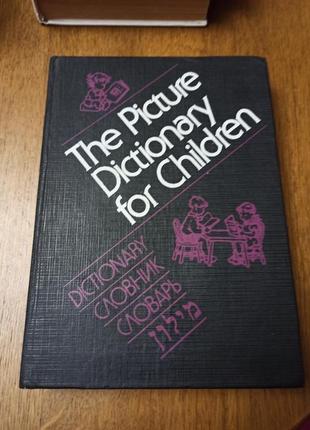 The Picture
Dictionary
for Children
DICTIONARY
СЛОВНИК
СЛОВАРЬ
מילון